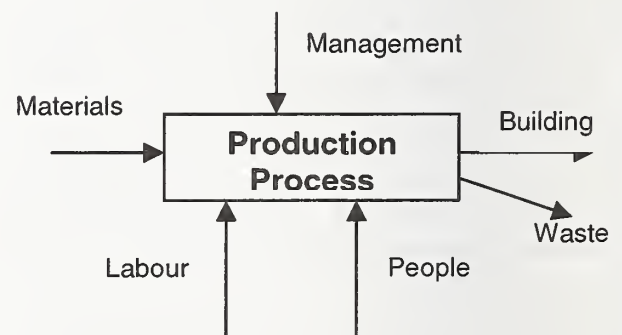 Management
Materials
Building
Production
Process
Waste
Labour
People